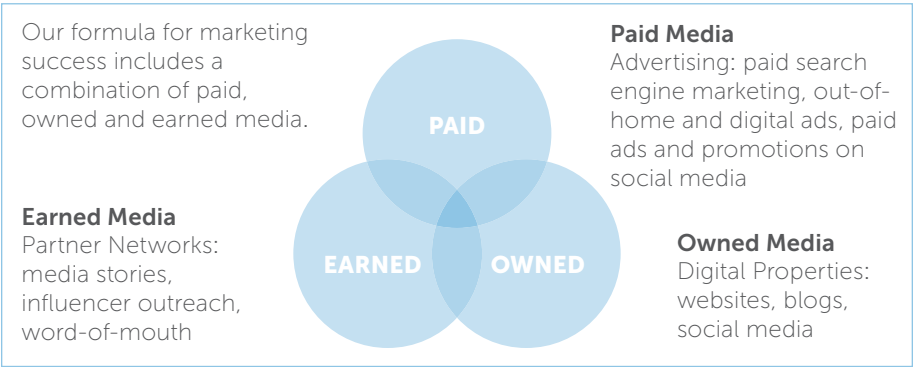 Our formula for marketing
success includes a
combination of paid,
owned and earned media.
Paid Media
Advertising: paid search
engine marketing, out-of-
home and digital ads, paid
ads and promotions on
social media
PAID
Earned Media
Partner Networks:
media stories,
influencer outreach,
word-of-mouth
EARNED
OWNED
Owned Media
Digital Properties:
websites, blogs,
social media